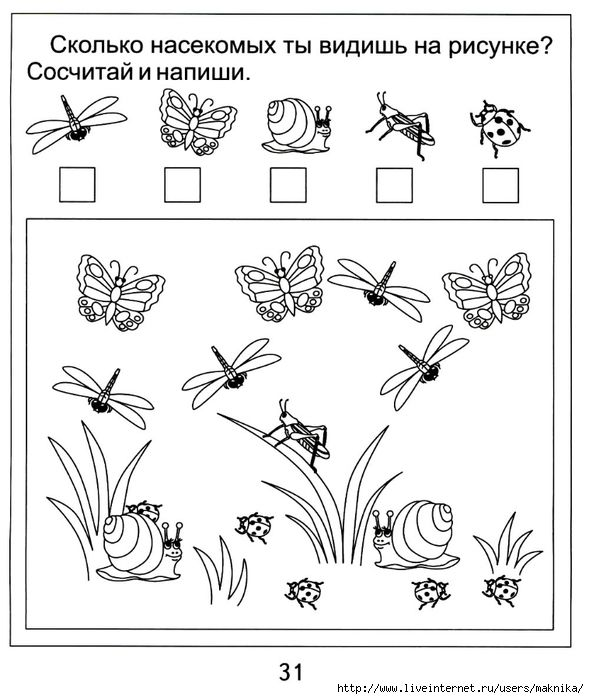 Сколько насекомых ты видишь на рисунке?
Сосчитай и напиши.
31
http://www.liveinternet.ru/users/maknika/